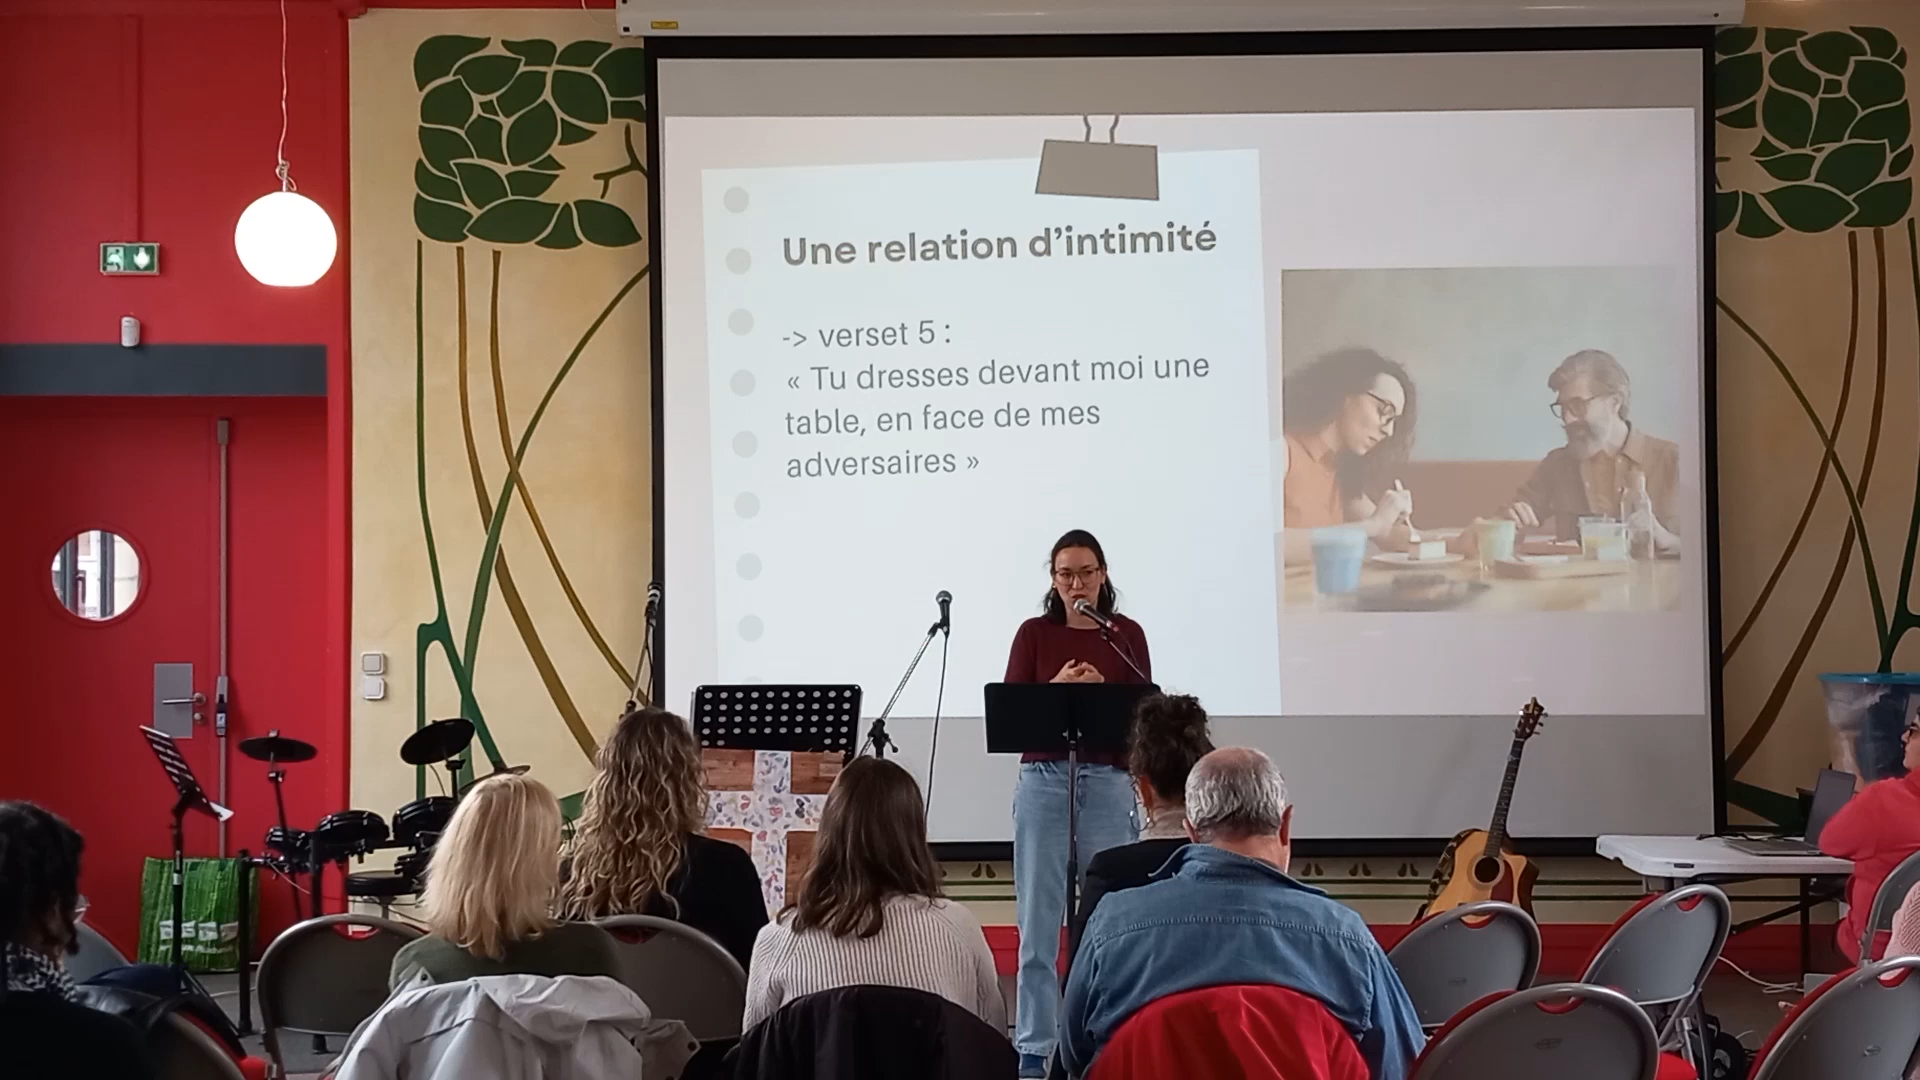 Une relation d’intimité
-> verset 5 :
« Tu dresses devant moi une
table, en face de mes
adversaires »